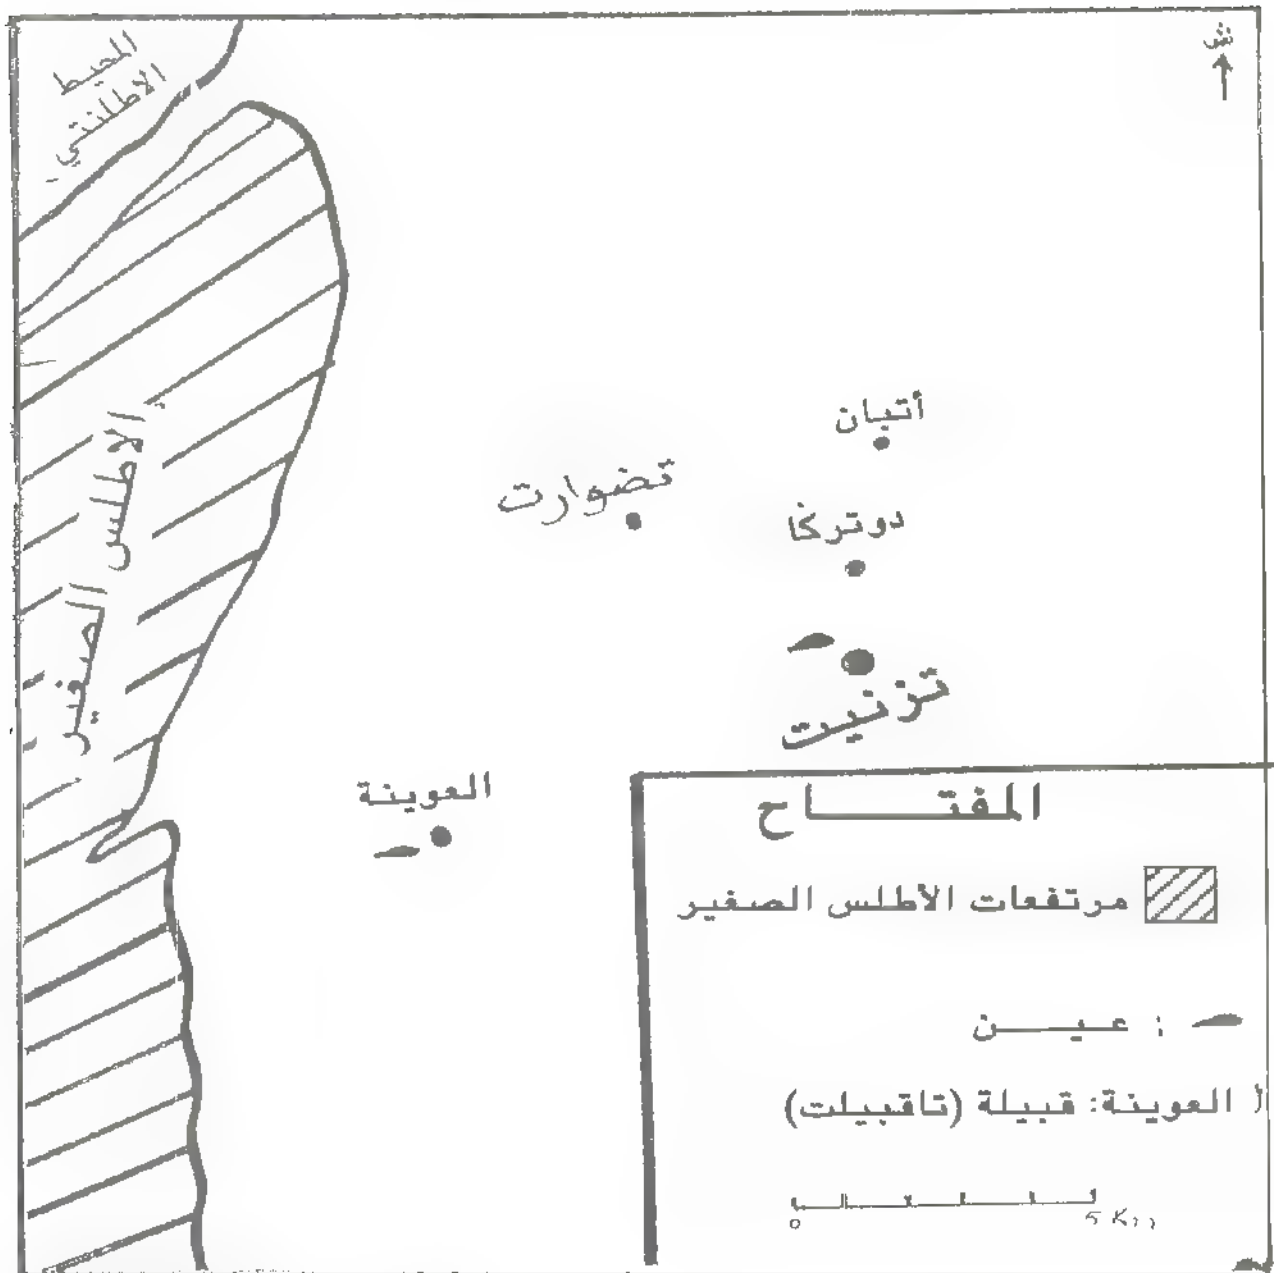 ش
المحيط
الاطلنتي
أتبان
تضوارت
دوتركا
الاطلس
الصغير
تزنيت
العوينة
المفتاح
مرتفعات الأطلس الصغير
: عين
العوينة: قبيلة (تاقبيلت)
0 5 Km